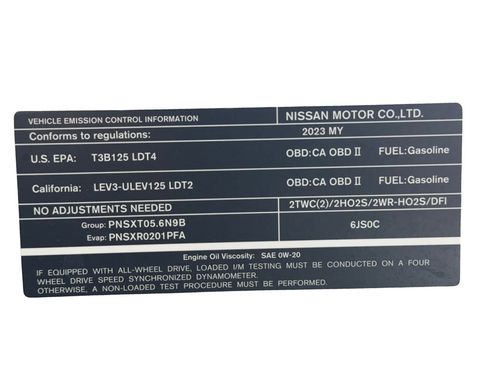 VEHICLE EMISSION CONTROL INFORMATION NISSAN MOTOR CO.,LTD.
Conforms to regulations: 2023 MY
U.S. EPA: T3B125 LDT4 OBD:CA OBD II FUEL:Gasoline
California: LEV3-ULEV125 LDT2 OBD:CA OBD II FUEL:Gasoline
NO ADJUSTMENTS NEEDED 2TWC(2)/2HO2S/2WR-HO2S/DFI
Group: PNSXT05.6N9B 6JS0C
Evap: PNSXR0201PFA
Engine Oil Viscosity: SAE 0W-20
IF EQUIPPED WITH ALL-WHEEL DRIVE, LOADED I/M TESTING MUST BE CONDUCTED ON A FOUR
WHEEL DRIVE SPEED SYNCHRONIZED DYNAMOMETER.
OTHERWISE, A NON-LOADED TEST PROCEDURE MUST BE PERFORMED.